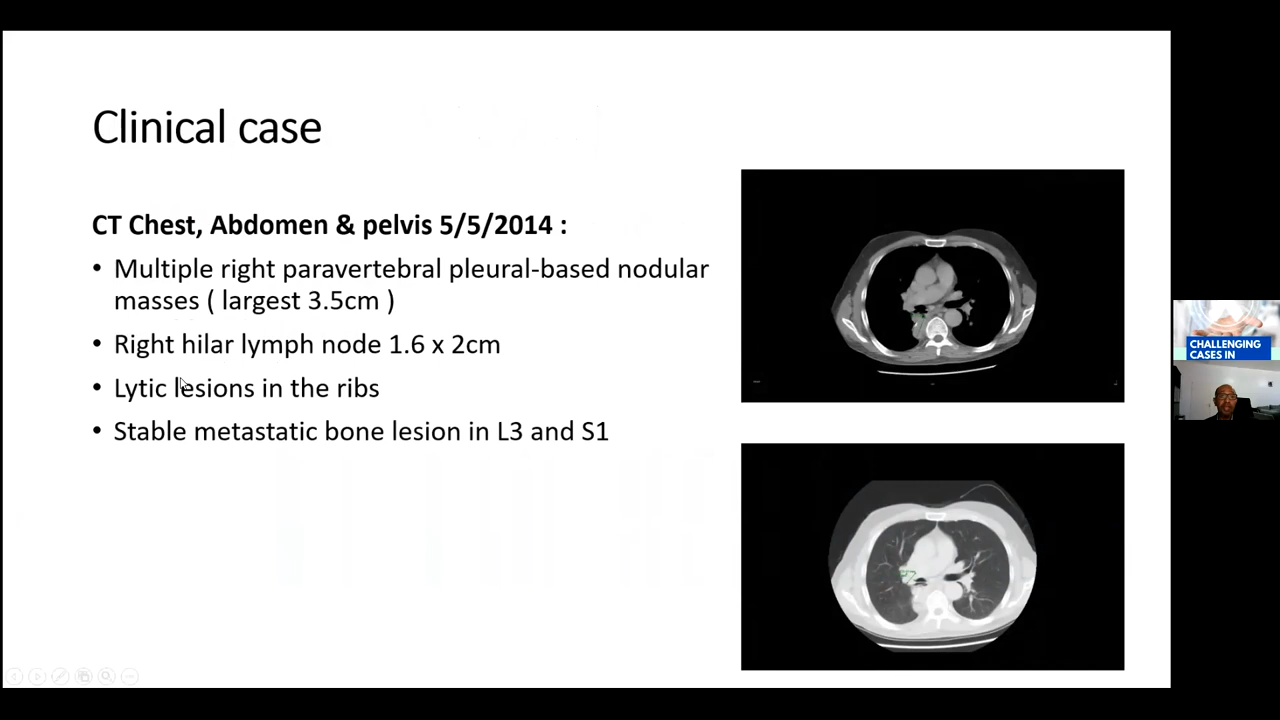 Clinical case
CT Chest, Abdomen & pelvis 5/5/2014 :
• Multiple right paravertebral pleural-based nodular
masses ( largest 3.5cm )
• Right hilar lymph node 1.6 x 2cm
• Lytic lesions in the ribs
• Stable metastatic bone lesion in L3 and S1
CHALLENGING
CASES IN